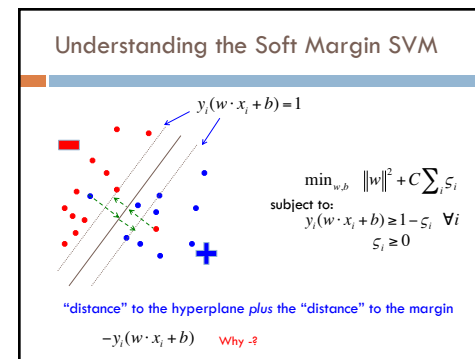 Understanding the Soft Margin SVM
y_i(w · x_i + b) = 1
min_{w,b} ‖w‖² + C∑_i ς_i
subject to:
y_i(w · x_i + b) ≥ 1 − ς_i ∀i
ς_i ≥ 0
“distance” to the hyperplane plus the “distance” to the margin
−y_i(w · x_i + b) Why -?